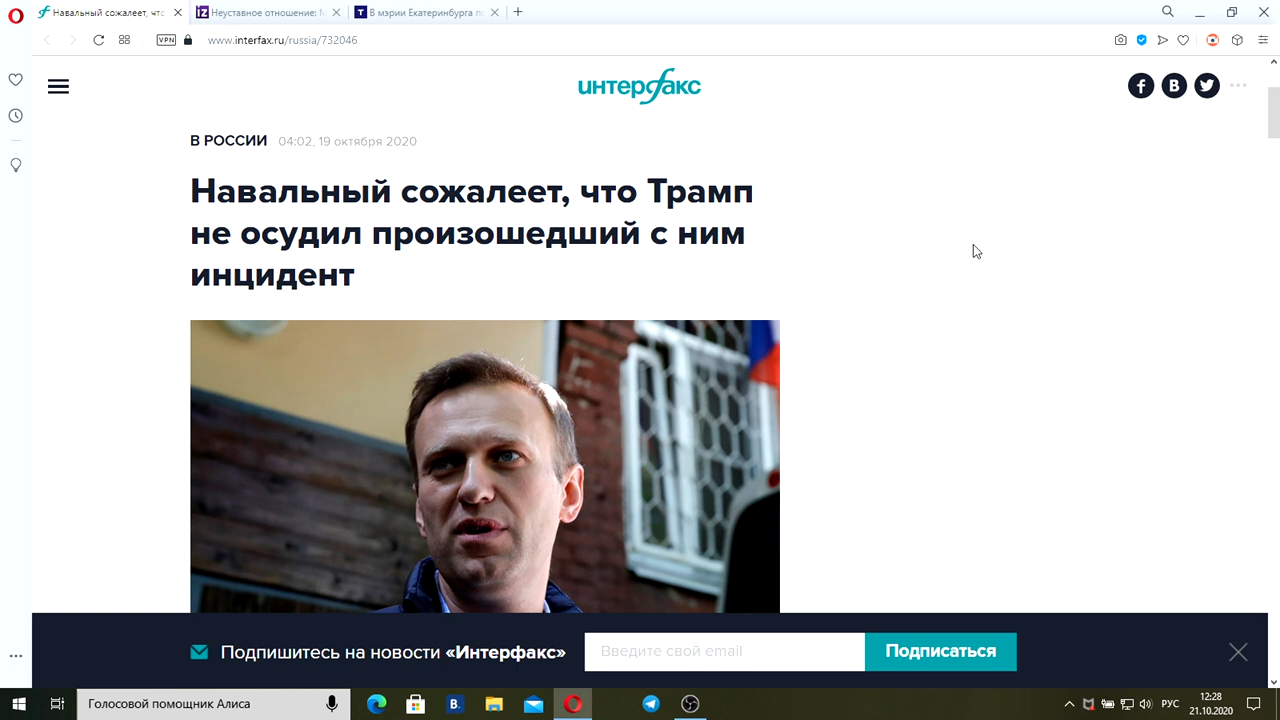 Навальный сожалеет, что
Неуставное отношение: М
В мэрии Екатеринбурга по
VPN
www.interfax.ru/russia/732046
интерфакс
В РОССИИ 04:02, 19 октября 2020
Навальный сожалеет, что Трамп
не осудил произошедший с ним
инцидент
Подпишитесь на новости «Интерфакс»
Введите свой email
Подписаться
Голосовой помощник Алиса
РУС
12:28
21.10.2020